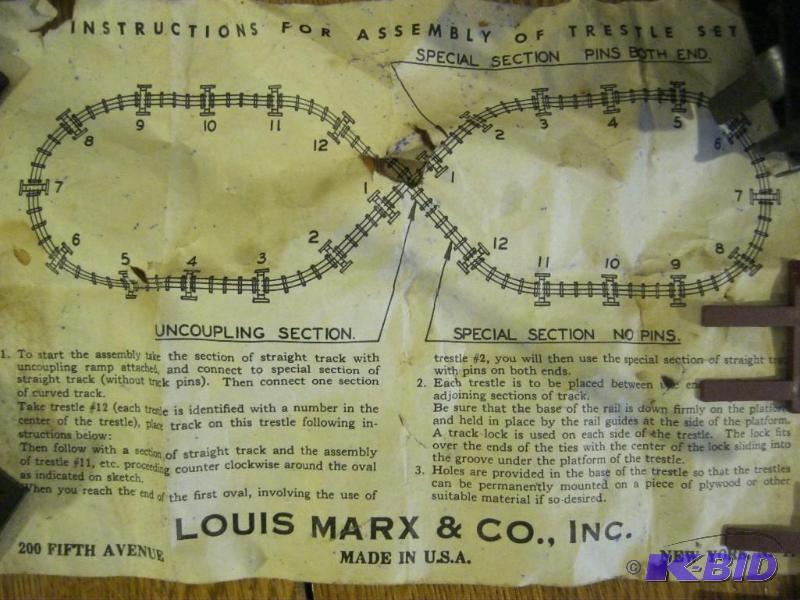 INSTRUCTIONS FOR ASSEMBLY OF TRESTLE SET
SPECIAL SECTION PINS BOTH END.
9 10 11
8 12
7 1
6 2
5 4 3
3 4 5
2 6
1 7
12 8
11 10 9
UNCOUPLING SECTION.
SPECIAL SECTION NO PINS.
1. To start the assembly take the section of straight track with
uncoupling ramp attached, and connect to special section of
straight track (without track pins). Then connect one section
of curved track.
Take trestle #12 (each trestle is identified with a number in the
center of the trestle), place track on this trestle following in-
structions below:
Then follow with a section of straight track and the assembly
of trestle #11, etc. proceeding counter clockwise around the oval
as indicated on sketch.
When you reach the end of the first oval, involving the use of
trestle #2, you will then use the special section of straight
with pins on both ends.
2. Each trestle is to be placed between
adjoining sections of track.
Be sure that the base of the rail is down firmly on the
and held in place by the rail guides at the side of the platform.
A track lock is used on each side of the trestle. The lock fits
over the ends of the ties with the center of the lock sliding into
the groove under the platform of the trestle.
3. Holes are provided in the base of the trestle so that the trestles
can be permanently mounted on a piece of plywood or other
suitable material if so desired.
LOUIS MARX & CO., INC.
200 FIFTH AVENUE
MADE IN U.S.A.
NEW YORK
© K-BID